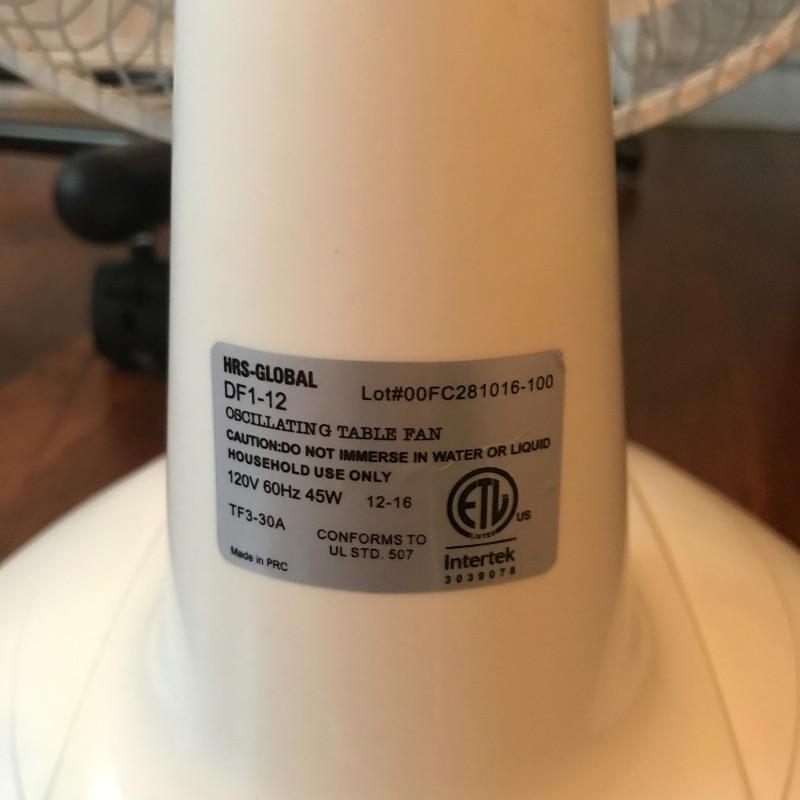 HRS-GLOBAL
DF1-12
Lot#00FC281016-100
OSCILLATING TABLE FAN
CAUTION:DO NOT IMMERSE IN WATER OR LIQUID
HOUSEHOLD USE ONLY
120V 60Hz 45W 12-16
TF3-30A
CONFORMS TO
UL STD. 507
Made in PRC
ETL
LISTED
US
Intertek
3039078